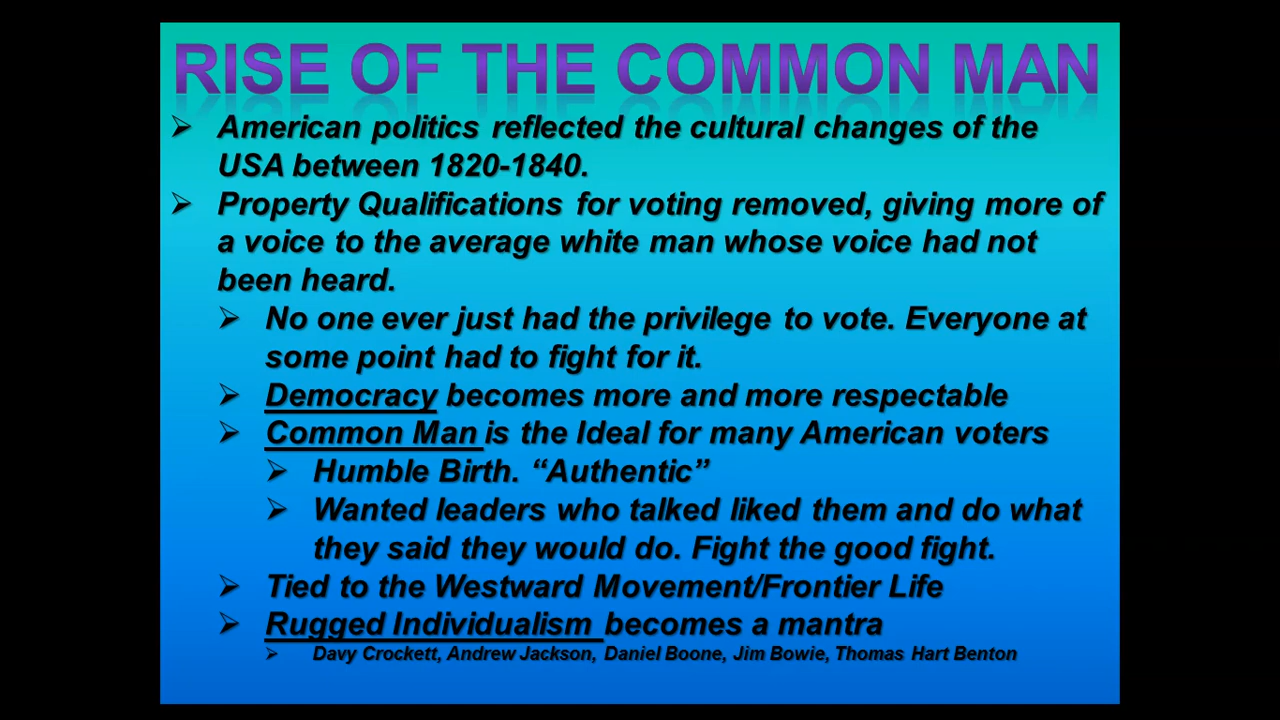 RISE OF THE COMMON MAN
➢ American politics reflected the cultural changes of the
USA between 1820-1840.
➢ Property Qualifications for voting removed, giving more of
a voice to the average white man whose voice had not
been heard.
➢ No one ever just had the privilege to vote. Everyone at
some point had to fight for it.
➢ Democracy becomes more and more respectable
➢ Common Man is the Ideal for many American voters
➢ Humble Birth. “Authentic”
➢ Wanted leaders who talked liked them and do what
they said they would do. Fight the good fight.
➢ Tied to the Westward Movement/Frontier Life
➢ Rugged Individualism becomes a mantra
➢ Davy Crockett, Andrew Jackson, Daniel Boone, Jim Bowie, Thomas Hart Benton